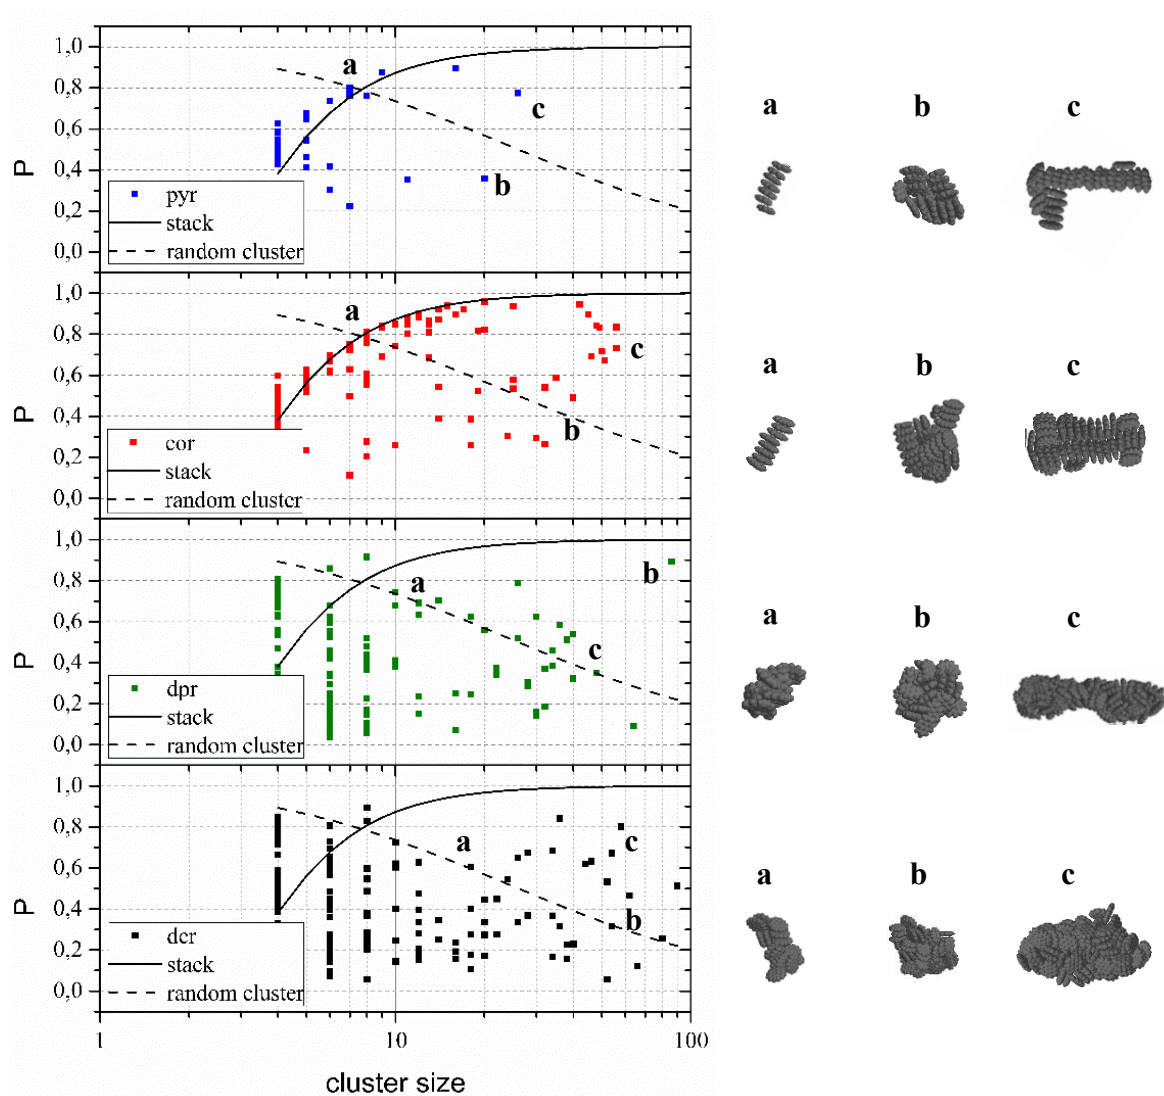 1,0
0,8
0,6
0,4
0,2
0,0
P
a
c
b
pyr
stack
random cluster
a b c
1,0
0,8
0,6
0,4
0,2
0,0
P
a
c
b
cor
stack
random cluster
a b c
1,0
0,8
0,6
0,4
0,2
0,0
P
a
b
c
dpr
stack
random cluster
a b c
1,0
0,8
0,6
0,4
0,2
0,0
P
a
c
b
dcr
stack
random cluster
a b c
1 10 100
cluster size